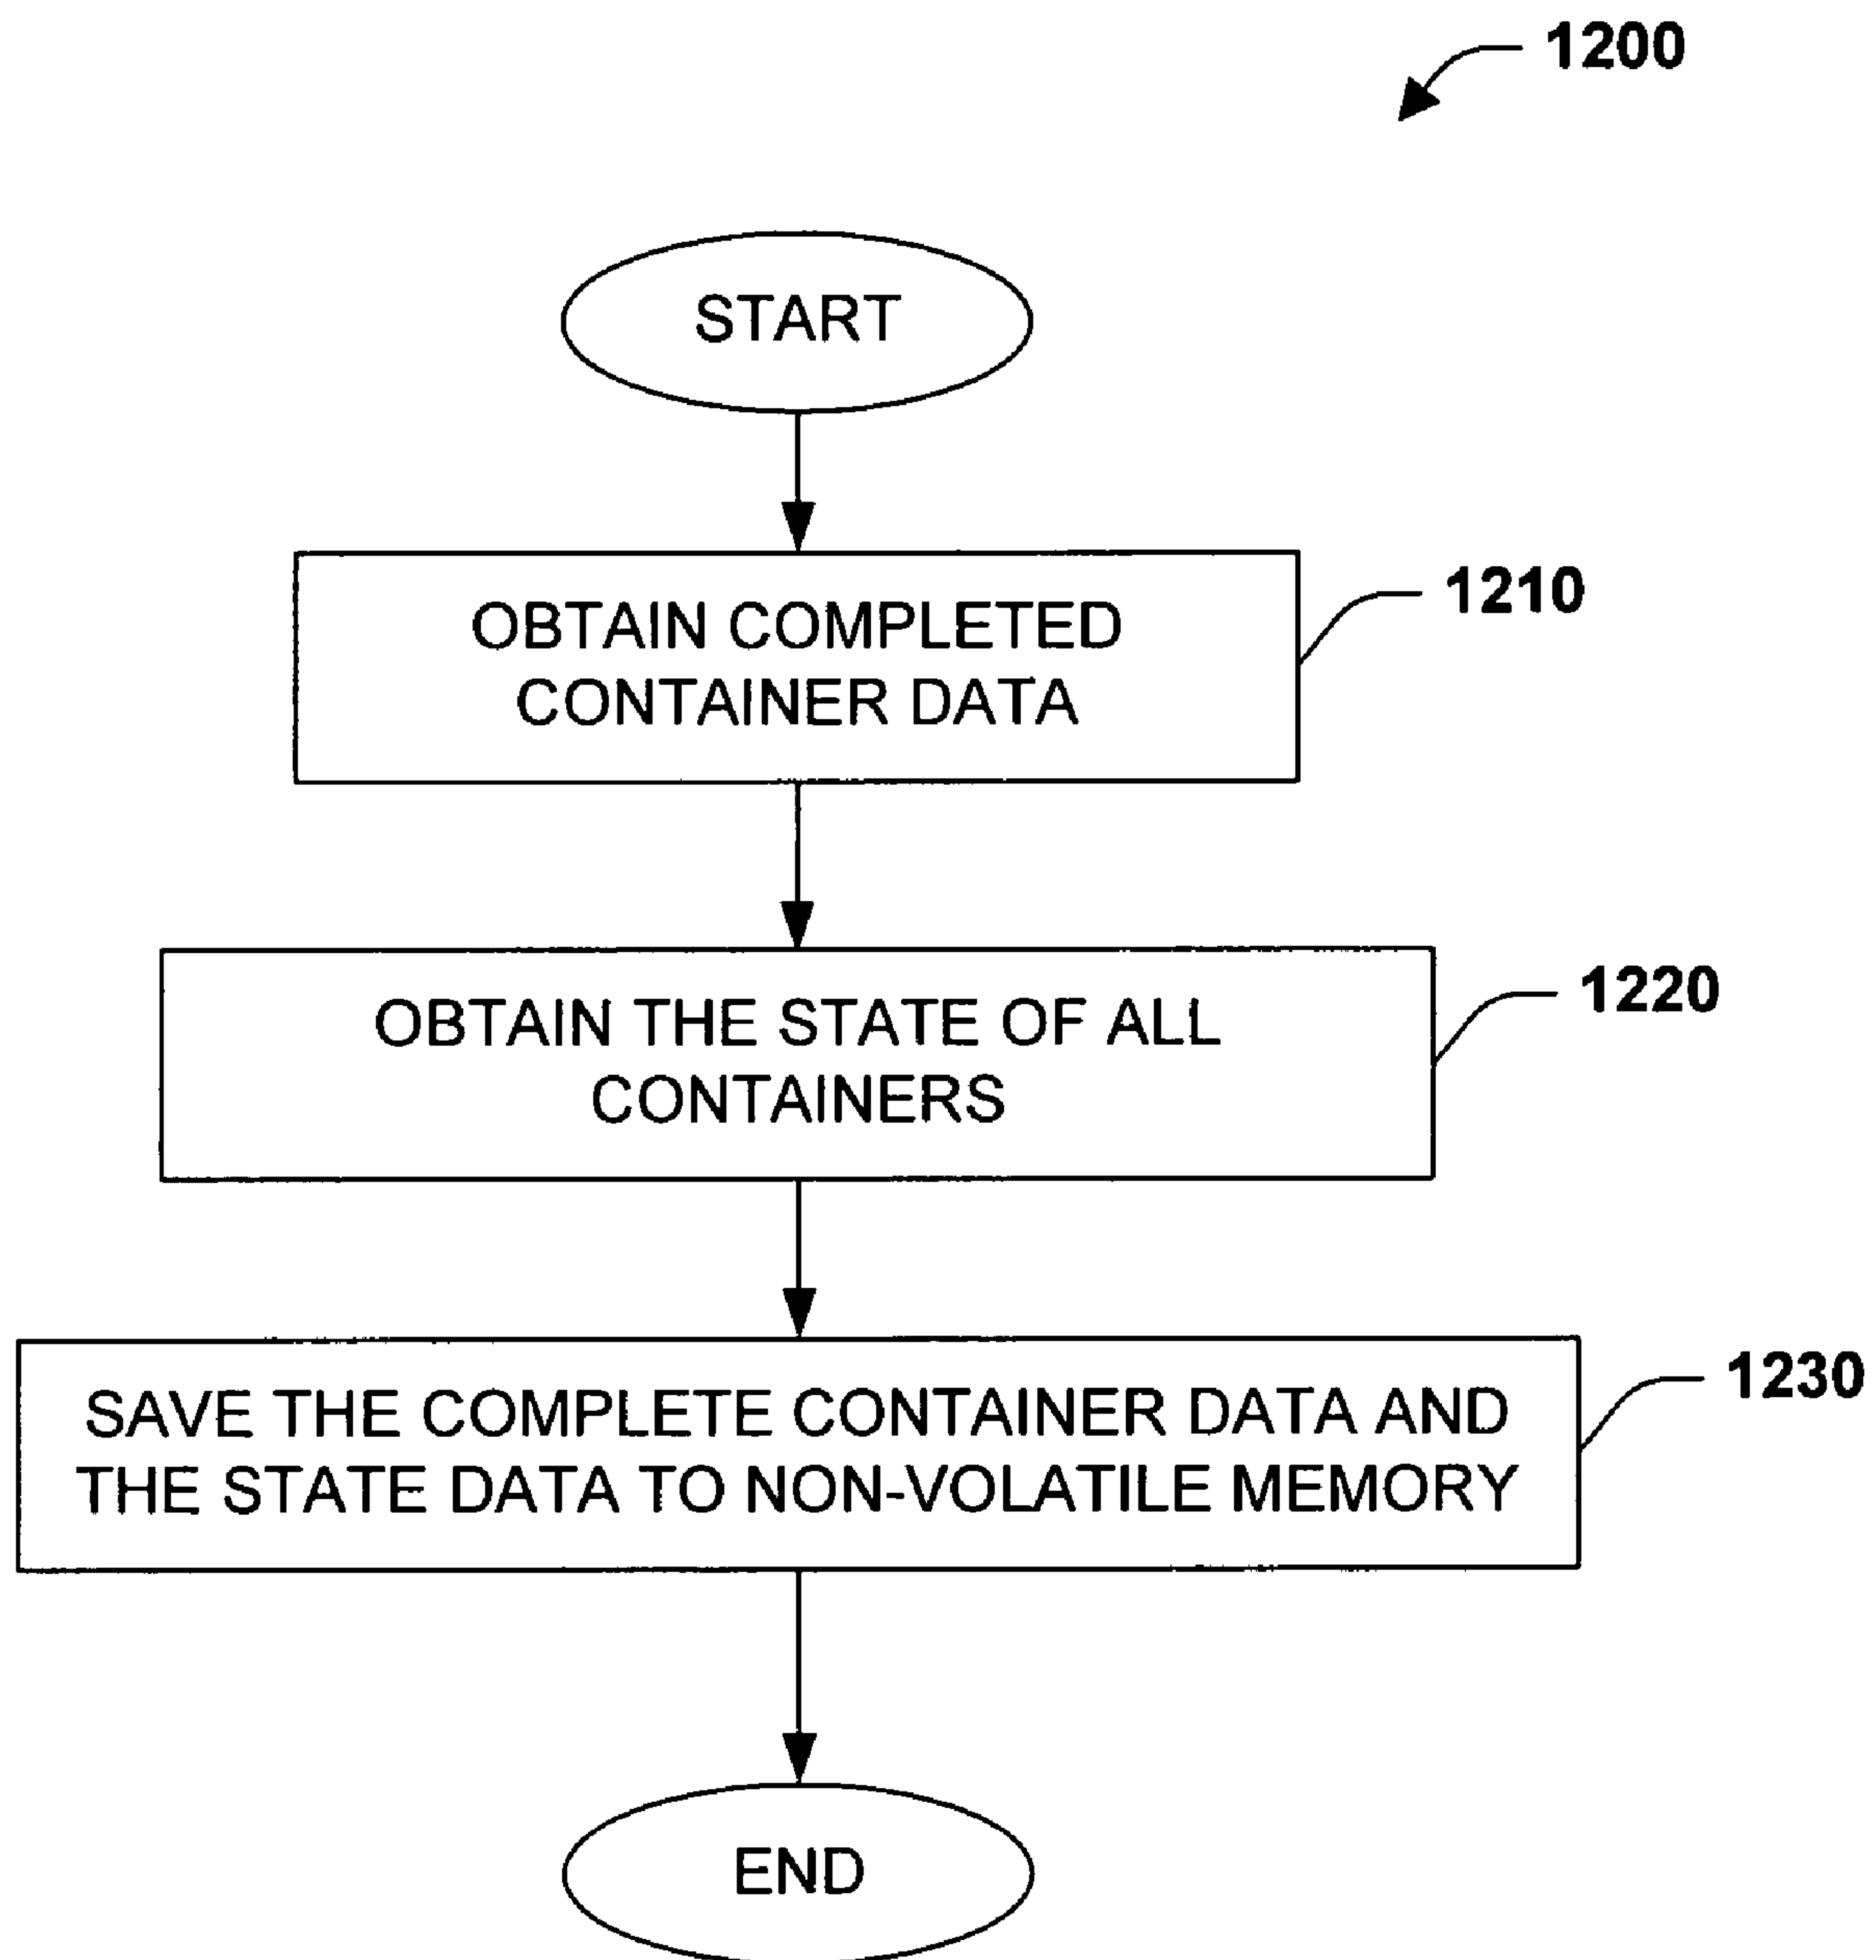 1200
START
OBTAIN COMPLETED
CONTAINER DATA
1210
OBTAIN THE STATE OF ALL
CONTAINERS
1220
SAVE THE COMPLETE CONTAINER DATA AND
THE STATE DATA TO NON-VOLATILE MEMORY
1230
END